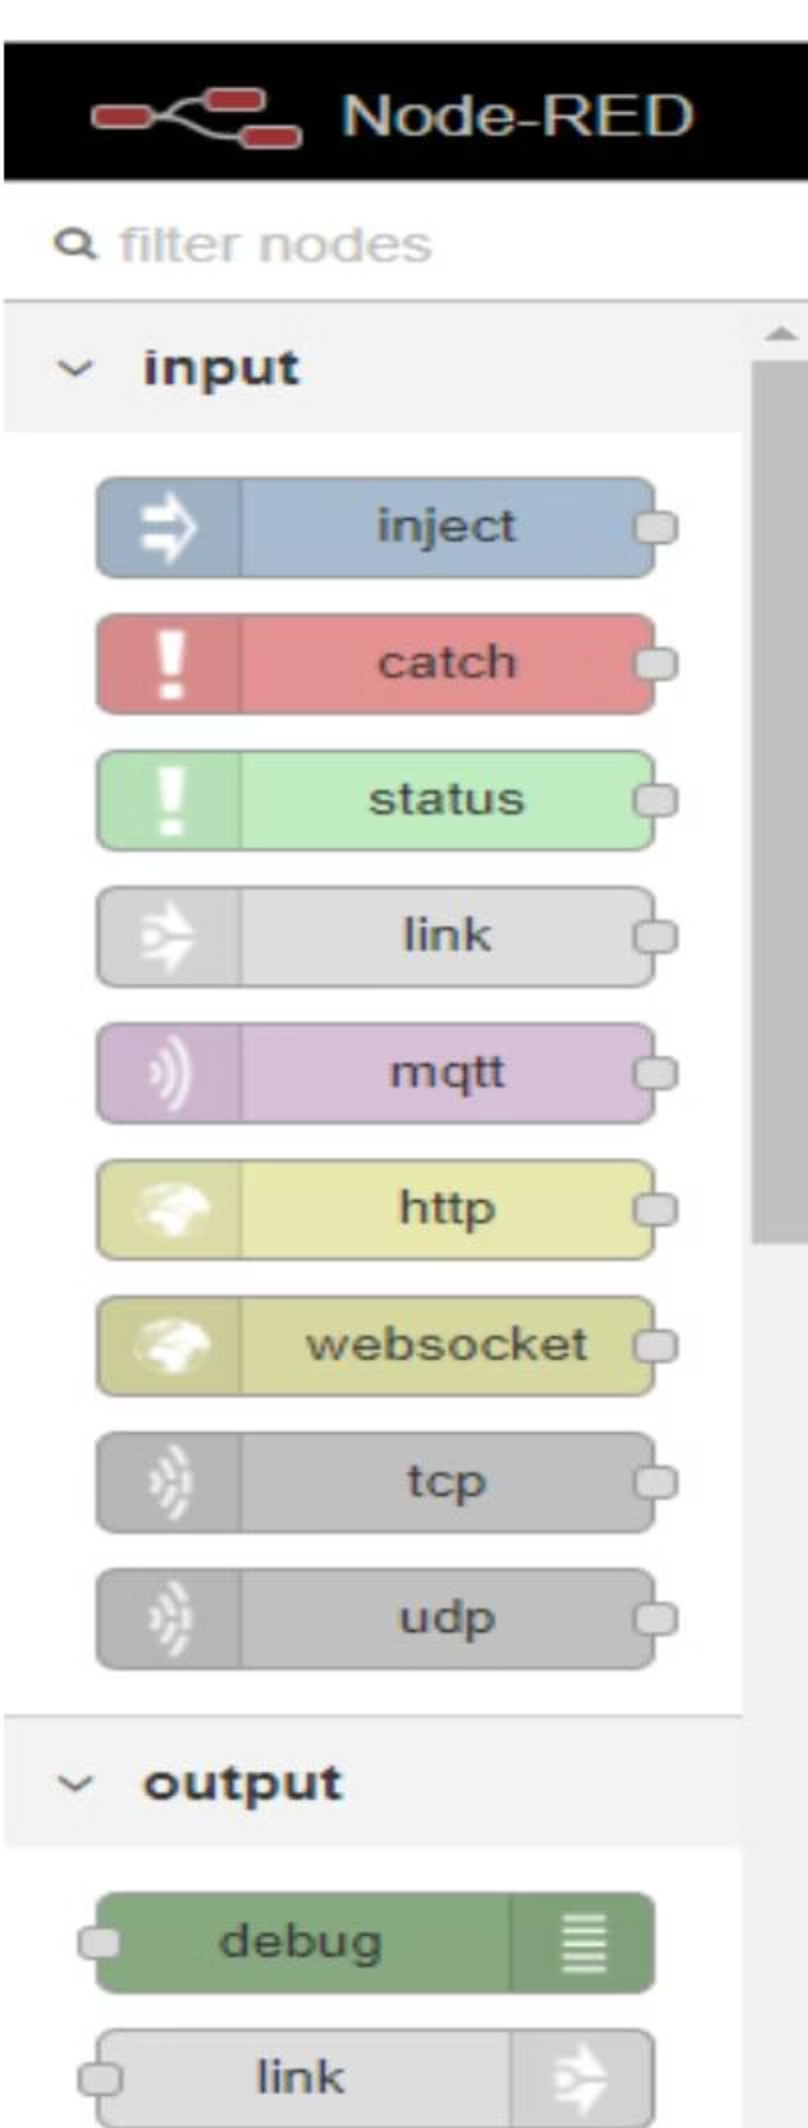 Node-RED
filter nodes
input
inject
catch
status
link
mqtt
http
websocket
tcp
udp
output
debug
link